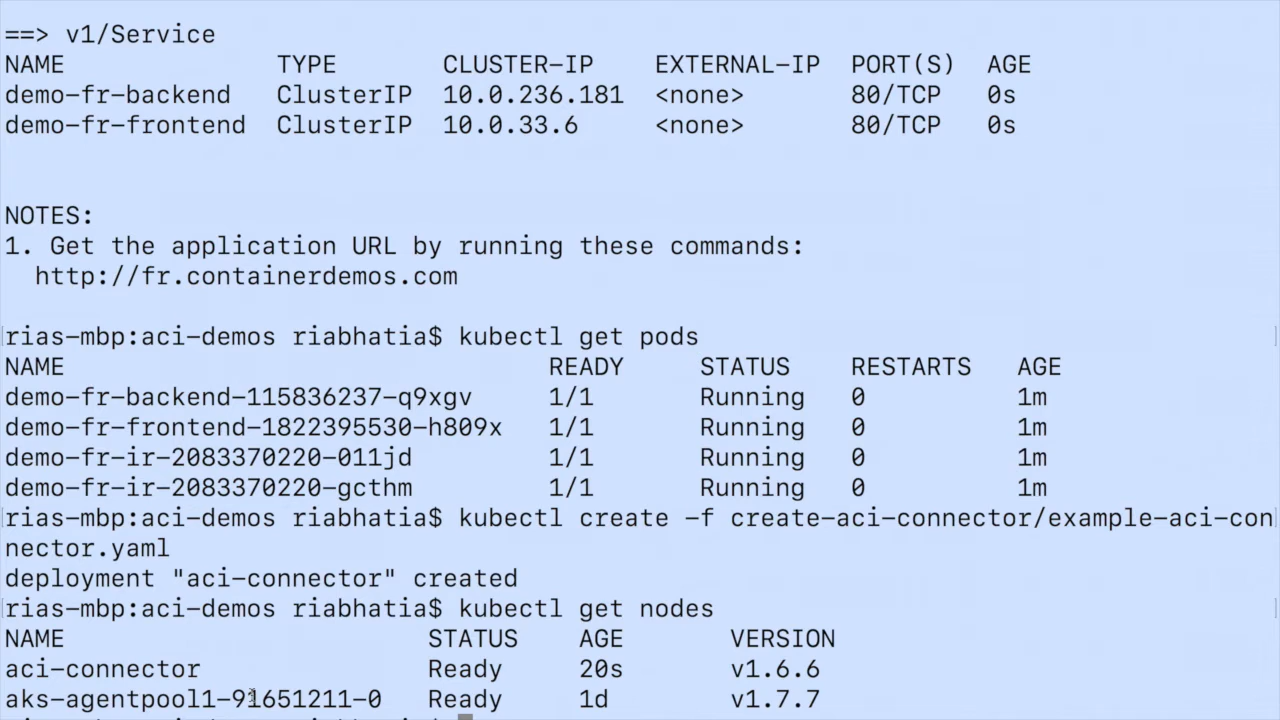 ==> v1/Service
NAME TYPE CLUSTER-IP EXTERNAL-IP PORT(S) AGE
demo-fr-backend ClusterIP 10.0.236.181 <none> 80/TCP 0s
demo-fr-frontend ClusterIP 10.0.33.6 <none> 80/TCP 0s
NOTES:
1. Get the application URL by running these commands:
http://fr.containerdemos.com
rias-mbp:aci-demos riabhatia$ kubectl get pods
NAME READY STATUS RESTARTS AGE
demo-fr-backend-115836237-q9xgv 1/1 Running 0 1m
demo-fr-frontend-1822395530-h809x 1/1 Running 0 1m
demo-fr-ir-2083370220-011jd 1/1 Running 0 1m
demo-fr-ir-2083370220-gcthm 1/1 Running 0 1m
rias-mbp:aci-demos riabhatia$ kubectl create -f create-aci-connector/example-aci-con
nector.yaml
deployment "aci-connector" created
rias-mbp:aci-demos riabhatia$ kubectl get nodes
NAME STATUS AGE VERSION
aci-connector Ready 20s v1.6.6
aks-agentpool1-91651211-0 Ready 1d v1.7.7